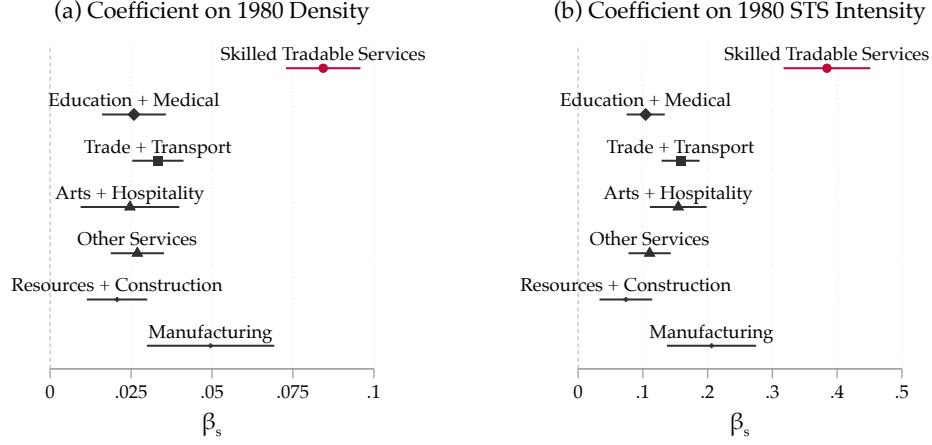 (a) Coefficient on 1980 Density
Skilled Tradable Services
Education + Medical
Trade + Transport
Arts + Hospitality
Other Services
Resources + Construction
Manufacturing
0 .025 .05 .075 .1
βs
(b) Coefficient on 1980 STS Intensity
Skilled Tradable Services
Education + Medical
Trade + Transport
Arts + Hospitality
Other Services
Resources + Construction
Manufacturing
0 .1 .2 .3 .4 .5
βs